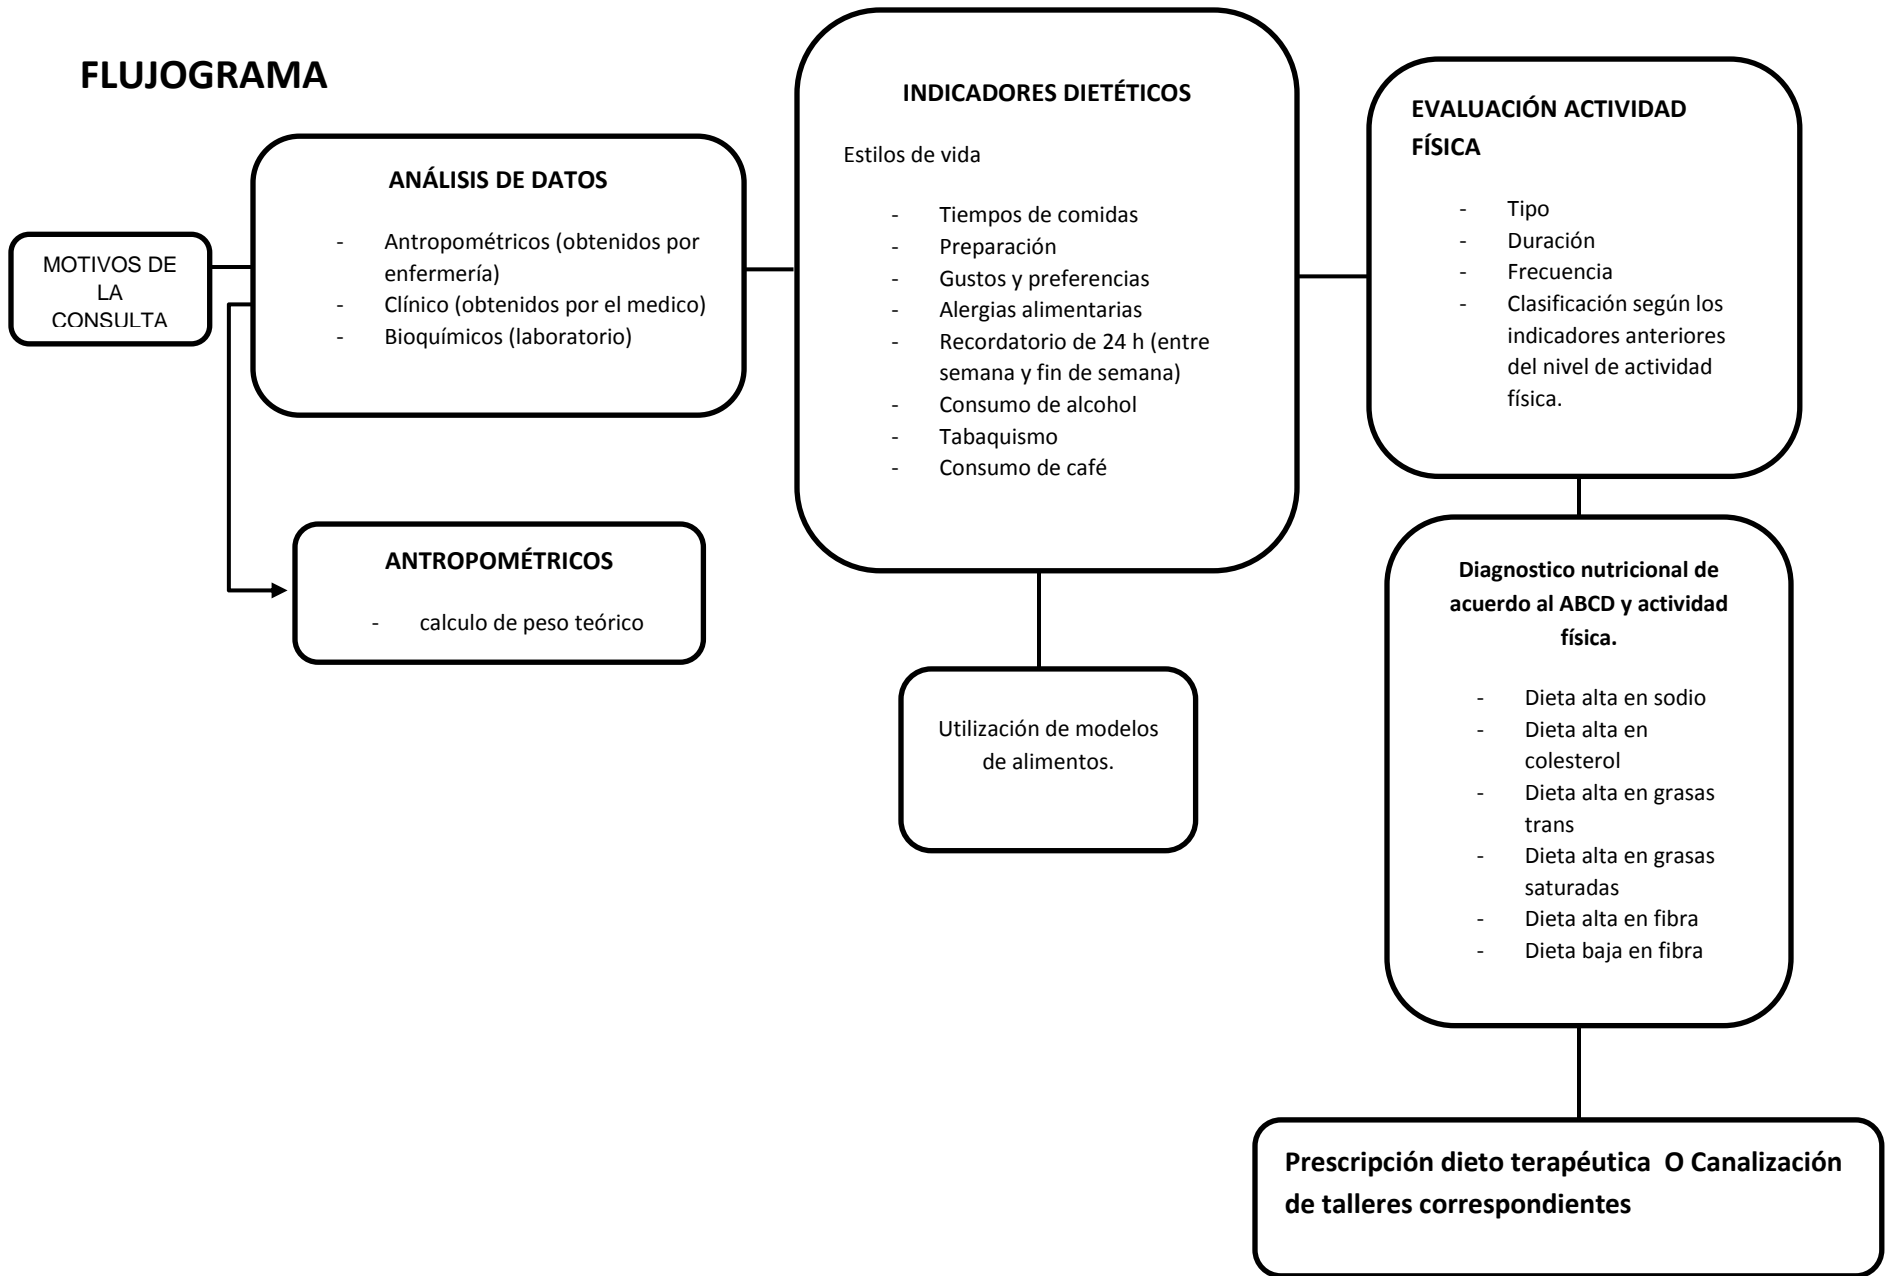 FLUJOGRAMA
MOTIVOS DE
LA
CONSULTA
ANÁLISIS DE DATOS
- Antropométricos (obtenidos por
enfermería)
- Clínico (obtenidos por el medico)
- Bioquímicos (laboratorio)
ANTROPOMÉTRICOS
- calculo de peso teórico
INDICADORES DIETÉTICOS
Estilos de vida
- Tiempos de comidas
- Preparación
- Gustos y preferencias
- Alergias alimentarias
- Recordatorio de 24 h (entre
semana y fin de semana)
- Consumo de alcohol
- Tabaquismo
- Consumo de café
Utilización de modelos
de alimentos.
EVALUACIÓN ACTIVIDAD
FÍSICA
- Tipo
- Duración
- Frecuencia
- Clasificación según los
indicadores anteriores
del nivel de actividad
física.
Diagnostico nutricional de
acuerdo al ABCD y actividad
física.
- Dieta alta en sodio
- Dieta alta en
colesterol
- Dieta alta en grasas
trans
- Dieta alta en grasas
saturadas
- Dieta alta en fibra
- Dieta baja en fibra
Prescripción dieto terapéutica O Canalización
de talleres correspondientes